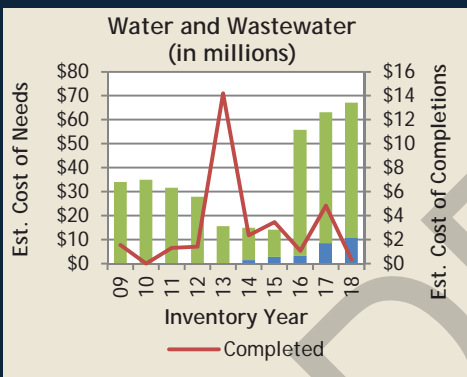 Water and Wastewater
(in millions)
Est. Cost of Needs
$80
$70
$60
$50
$40
$30
$20
$10
$0
$16
$14
$12
$10
$8
$6
$4
$2
$0
Est. Cost of Completions
09 10 11 12 13 14 15 16 17 18
Inventory Year
Completed